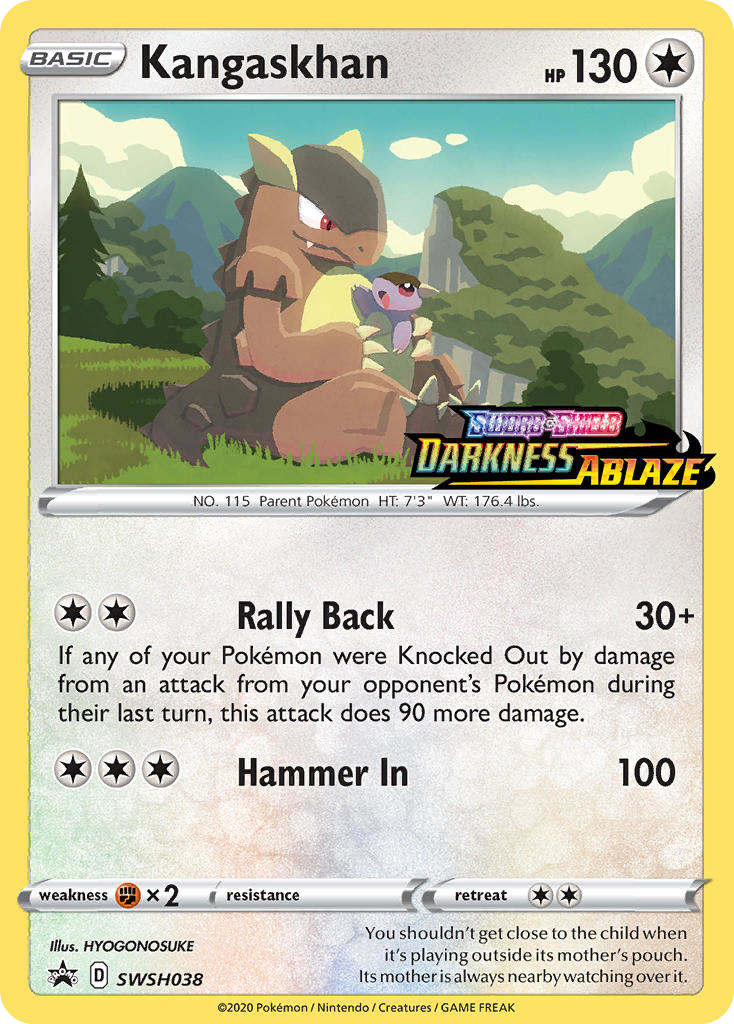 BASIC
Kangaskhan
HP 130
SWORD & SHIELD
DARKNESS ABLAZE
NO. 115 Parent Pokémon HT: 7'3" WT: 176.4 lbs.
Rally Back 30+
If any of your Pokémon were Knocked Out by damage
from an attack from your opponent's Pokémon during
their last turn, this attack does 90 more damage.
Hammer In 100
weakness ×2 resistance retreat
You shouldn't get close to the child when
it's playing outside its mother's pouch.
Its mother is always nearby watching over it.
Illus. HYOGONOSUKE
D SWSH038
©2020 Pokémon / Nintendo / Creatures / GAME FREAK